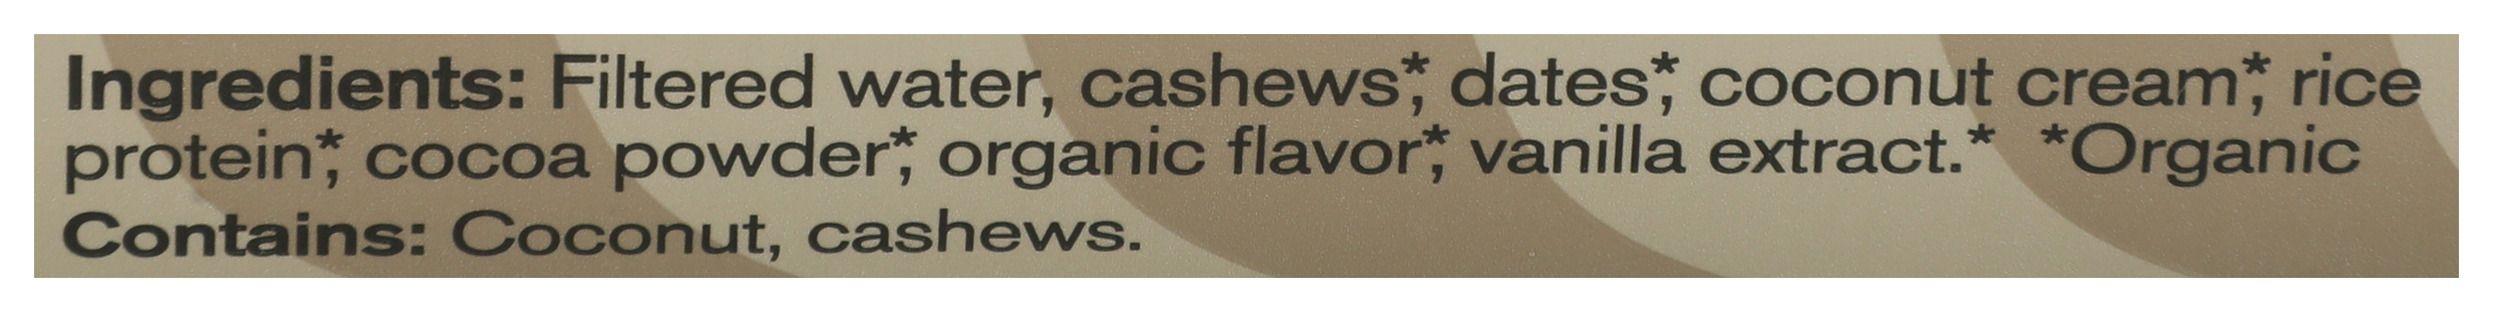 Ingredients: Filtered water, cashews*, dates*, coconut cream*, rice
protein*, cocoa powder*, organic flavor*, vanilla extract.* *Organic
Contains: Coconut, cashews.